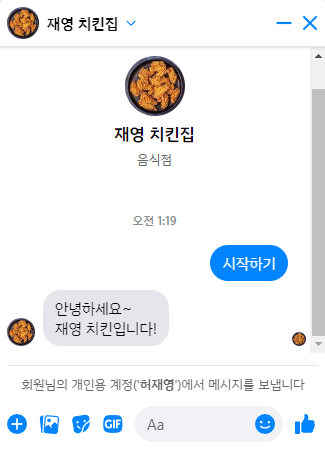 재영 치킨집
재영 치킨집
음식점
오전 1:19
시작하기
안녕하세요~
재영 치킨입니다!
회원님의 개인용 계정('허재영')에서 메시지를 보냅니다
GIF
Aa